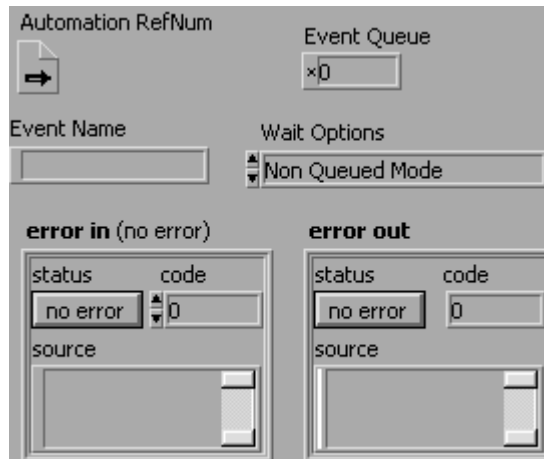 Automation RefNum
Event Queue
×0
Event Name
Wait Options
Non Queued Mode
error in (no error)
error out
status code
no error 0
source
status code
no error 0
source